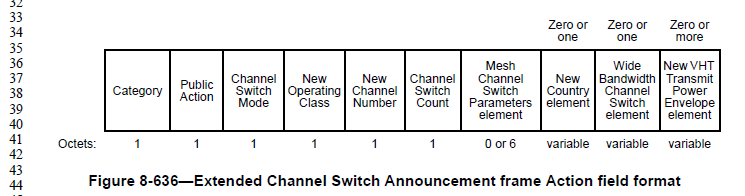 32
33
34
35
36
37
38
39
40
41
42
43
44
Zero or one
Zero or one
Zero or more
Category
Public Action
Channel Switch Mode
New Operating Class
New Channel Number
Channel Switch Count
Mesh Channel Switch Parameters element
New Country element
Wide Bandwidth Channel Switch element
New VHT Transmit Power Envelope element
Octets: 1 1 1 1 1 1 0 or 6 variable variable variable
Figure 8-636—Extended Channel Switch Announcement frame Action field format